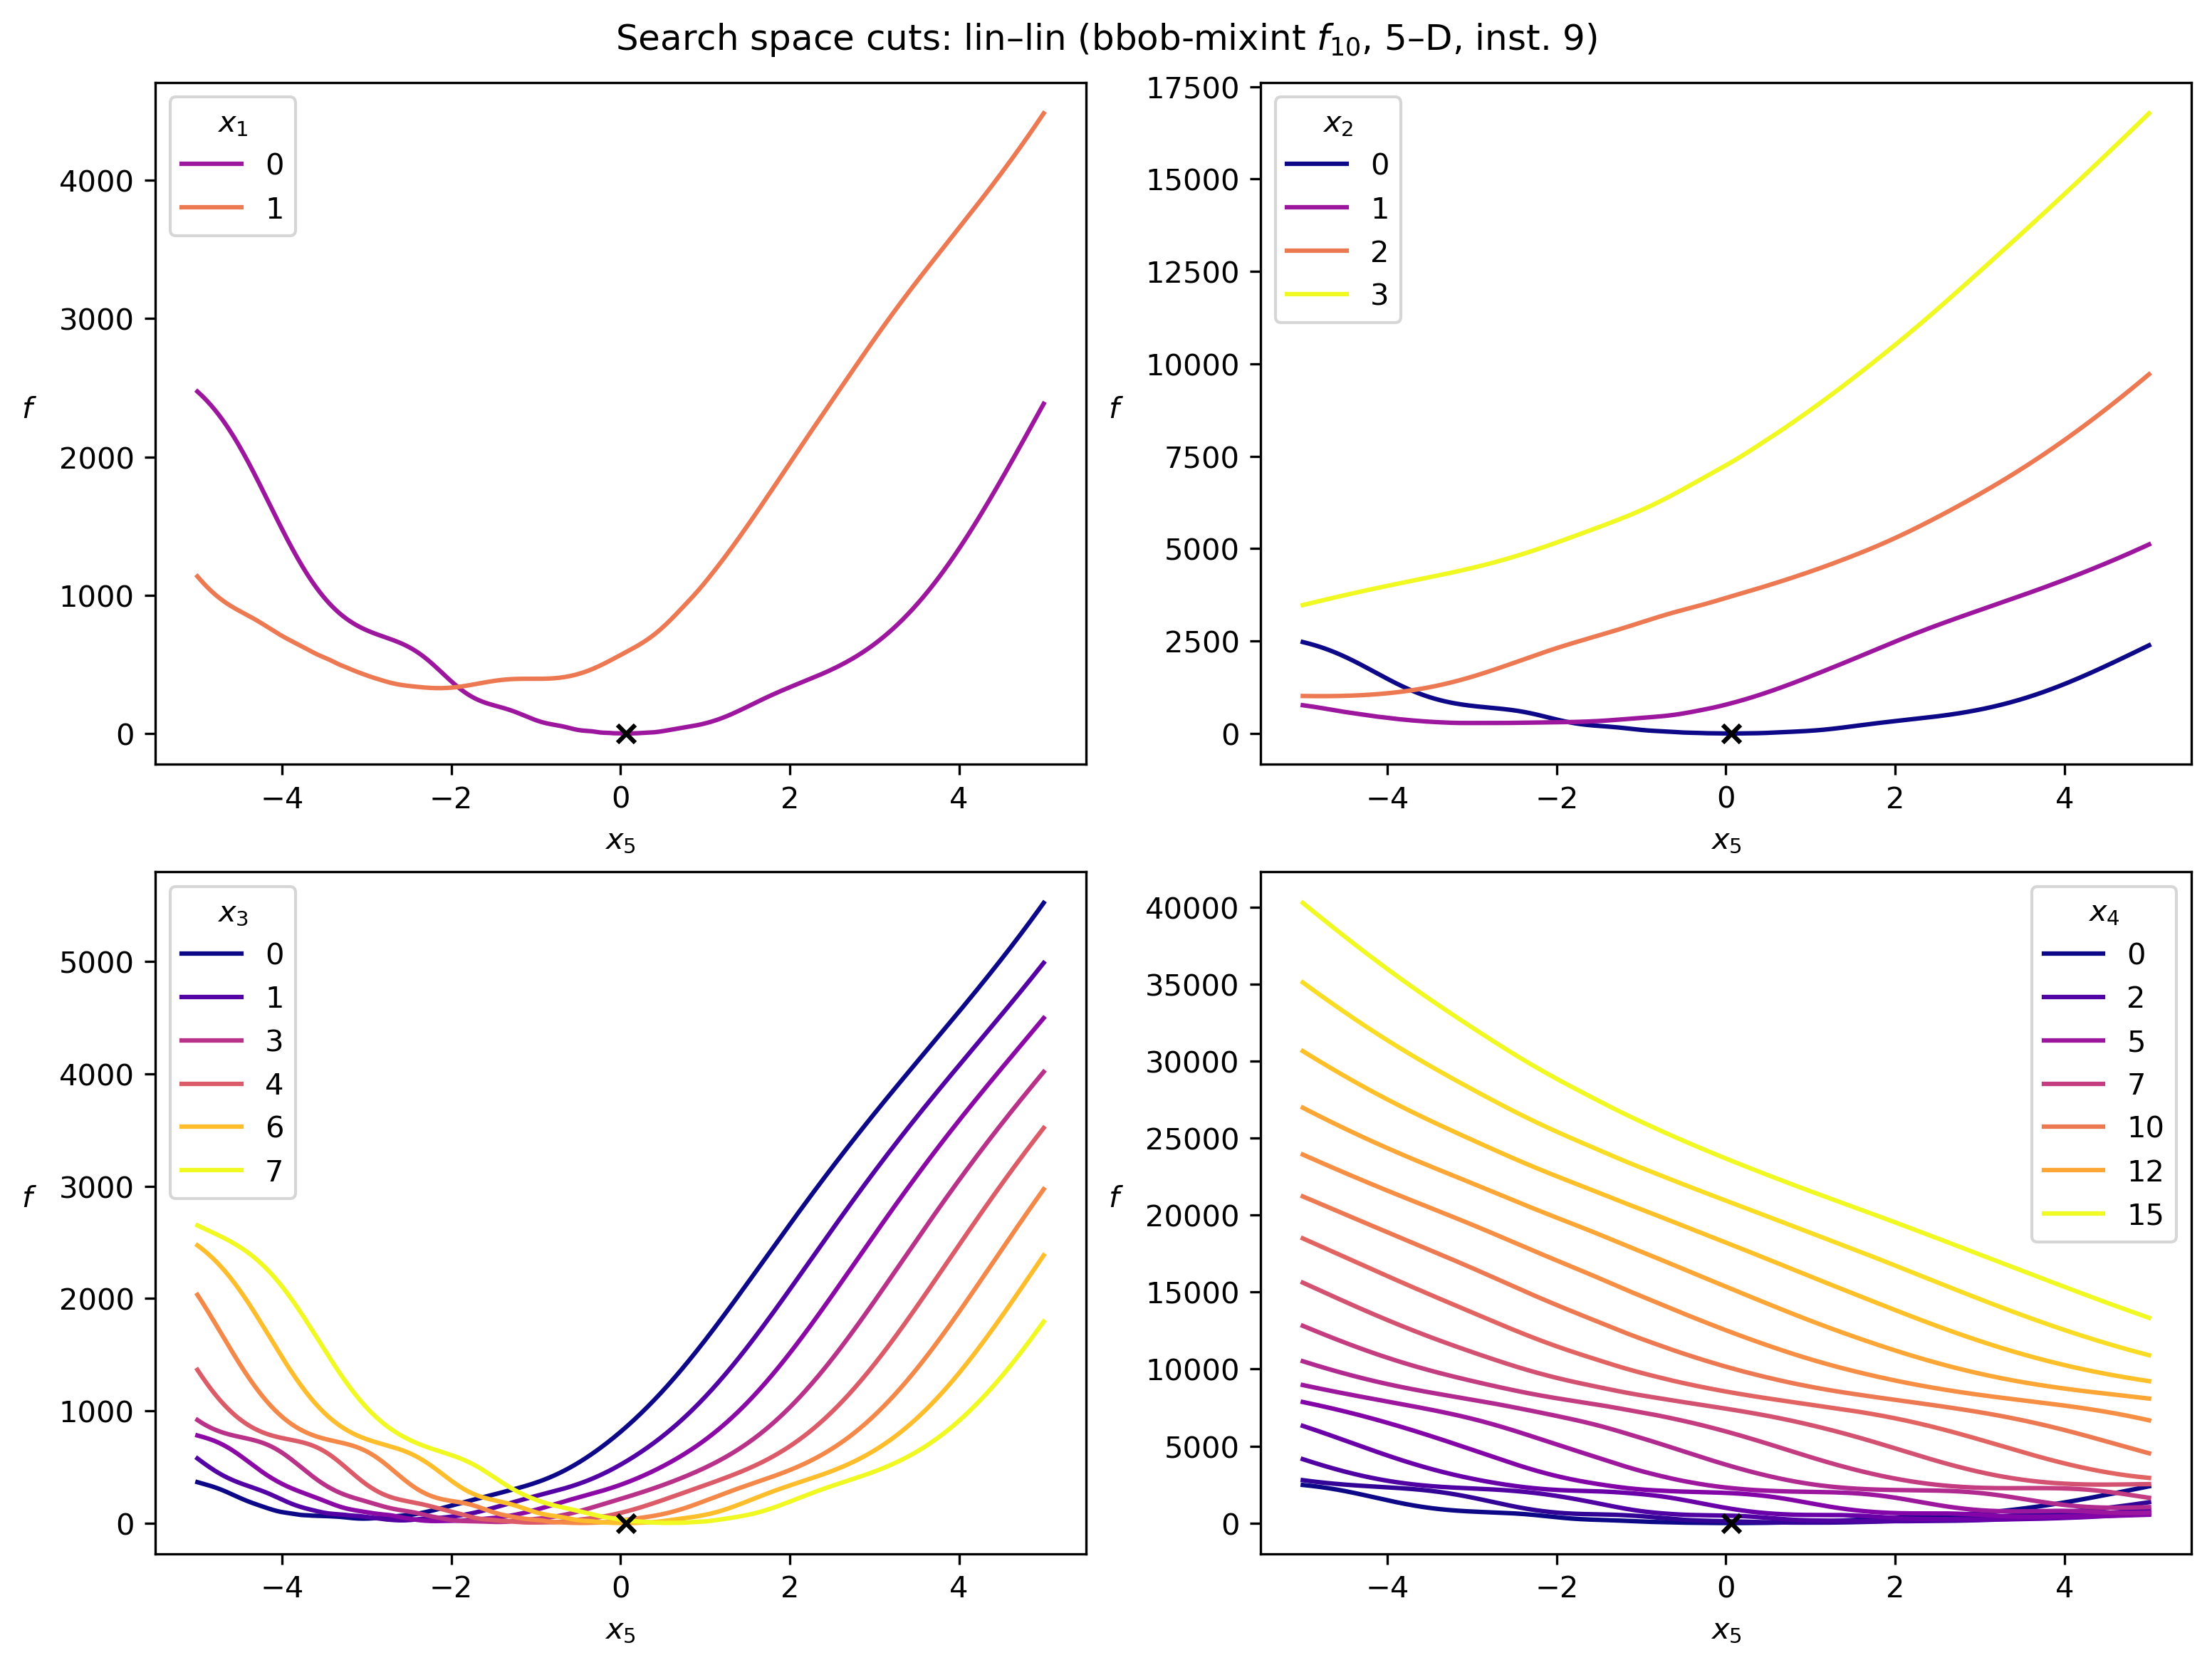 Search space cuts: lin–lin (bbob-mixint f₁₀, 5–D, inst. 9)
x₁
0
1
4000
3000
2000
1000
0
f
−4 −2 0 2 4
x₅
x₂
0
1
2
3
17500
15000
12500
10000
7500
5000
2500
0
f
−4 −2 0 2 4
x₅
x₃
0
1
3
4
6
7
5000
4000
3000
2000
1000
0
f
−4 −2 0 2 4
x₅
x₄
0
2
5
7
10
12
15
40000
35000
30000
25000
20000
15000
10000
5000
0
f
−4 −2 0 2 4
x₅